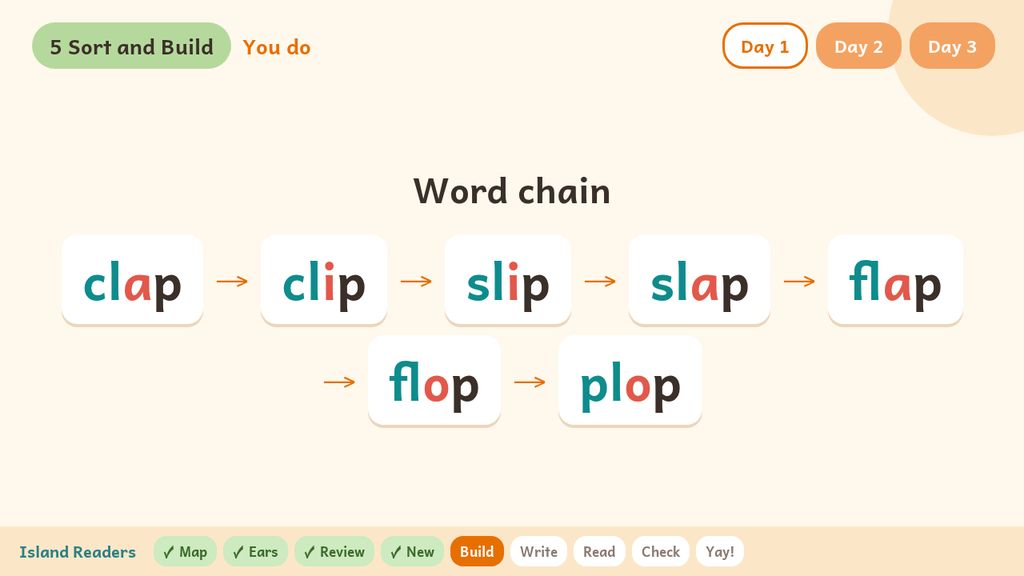 5 Sort and Build You do Day 1 Day 2 Day 3
Word chain
clap → clip → slip → slap → flap
→ flop → plop
Island Readers ✓ Map ✓ Ears ✓ Review ✓ New Build Write Read Check Yay!